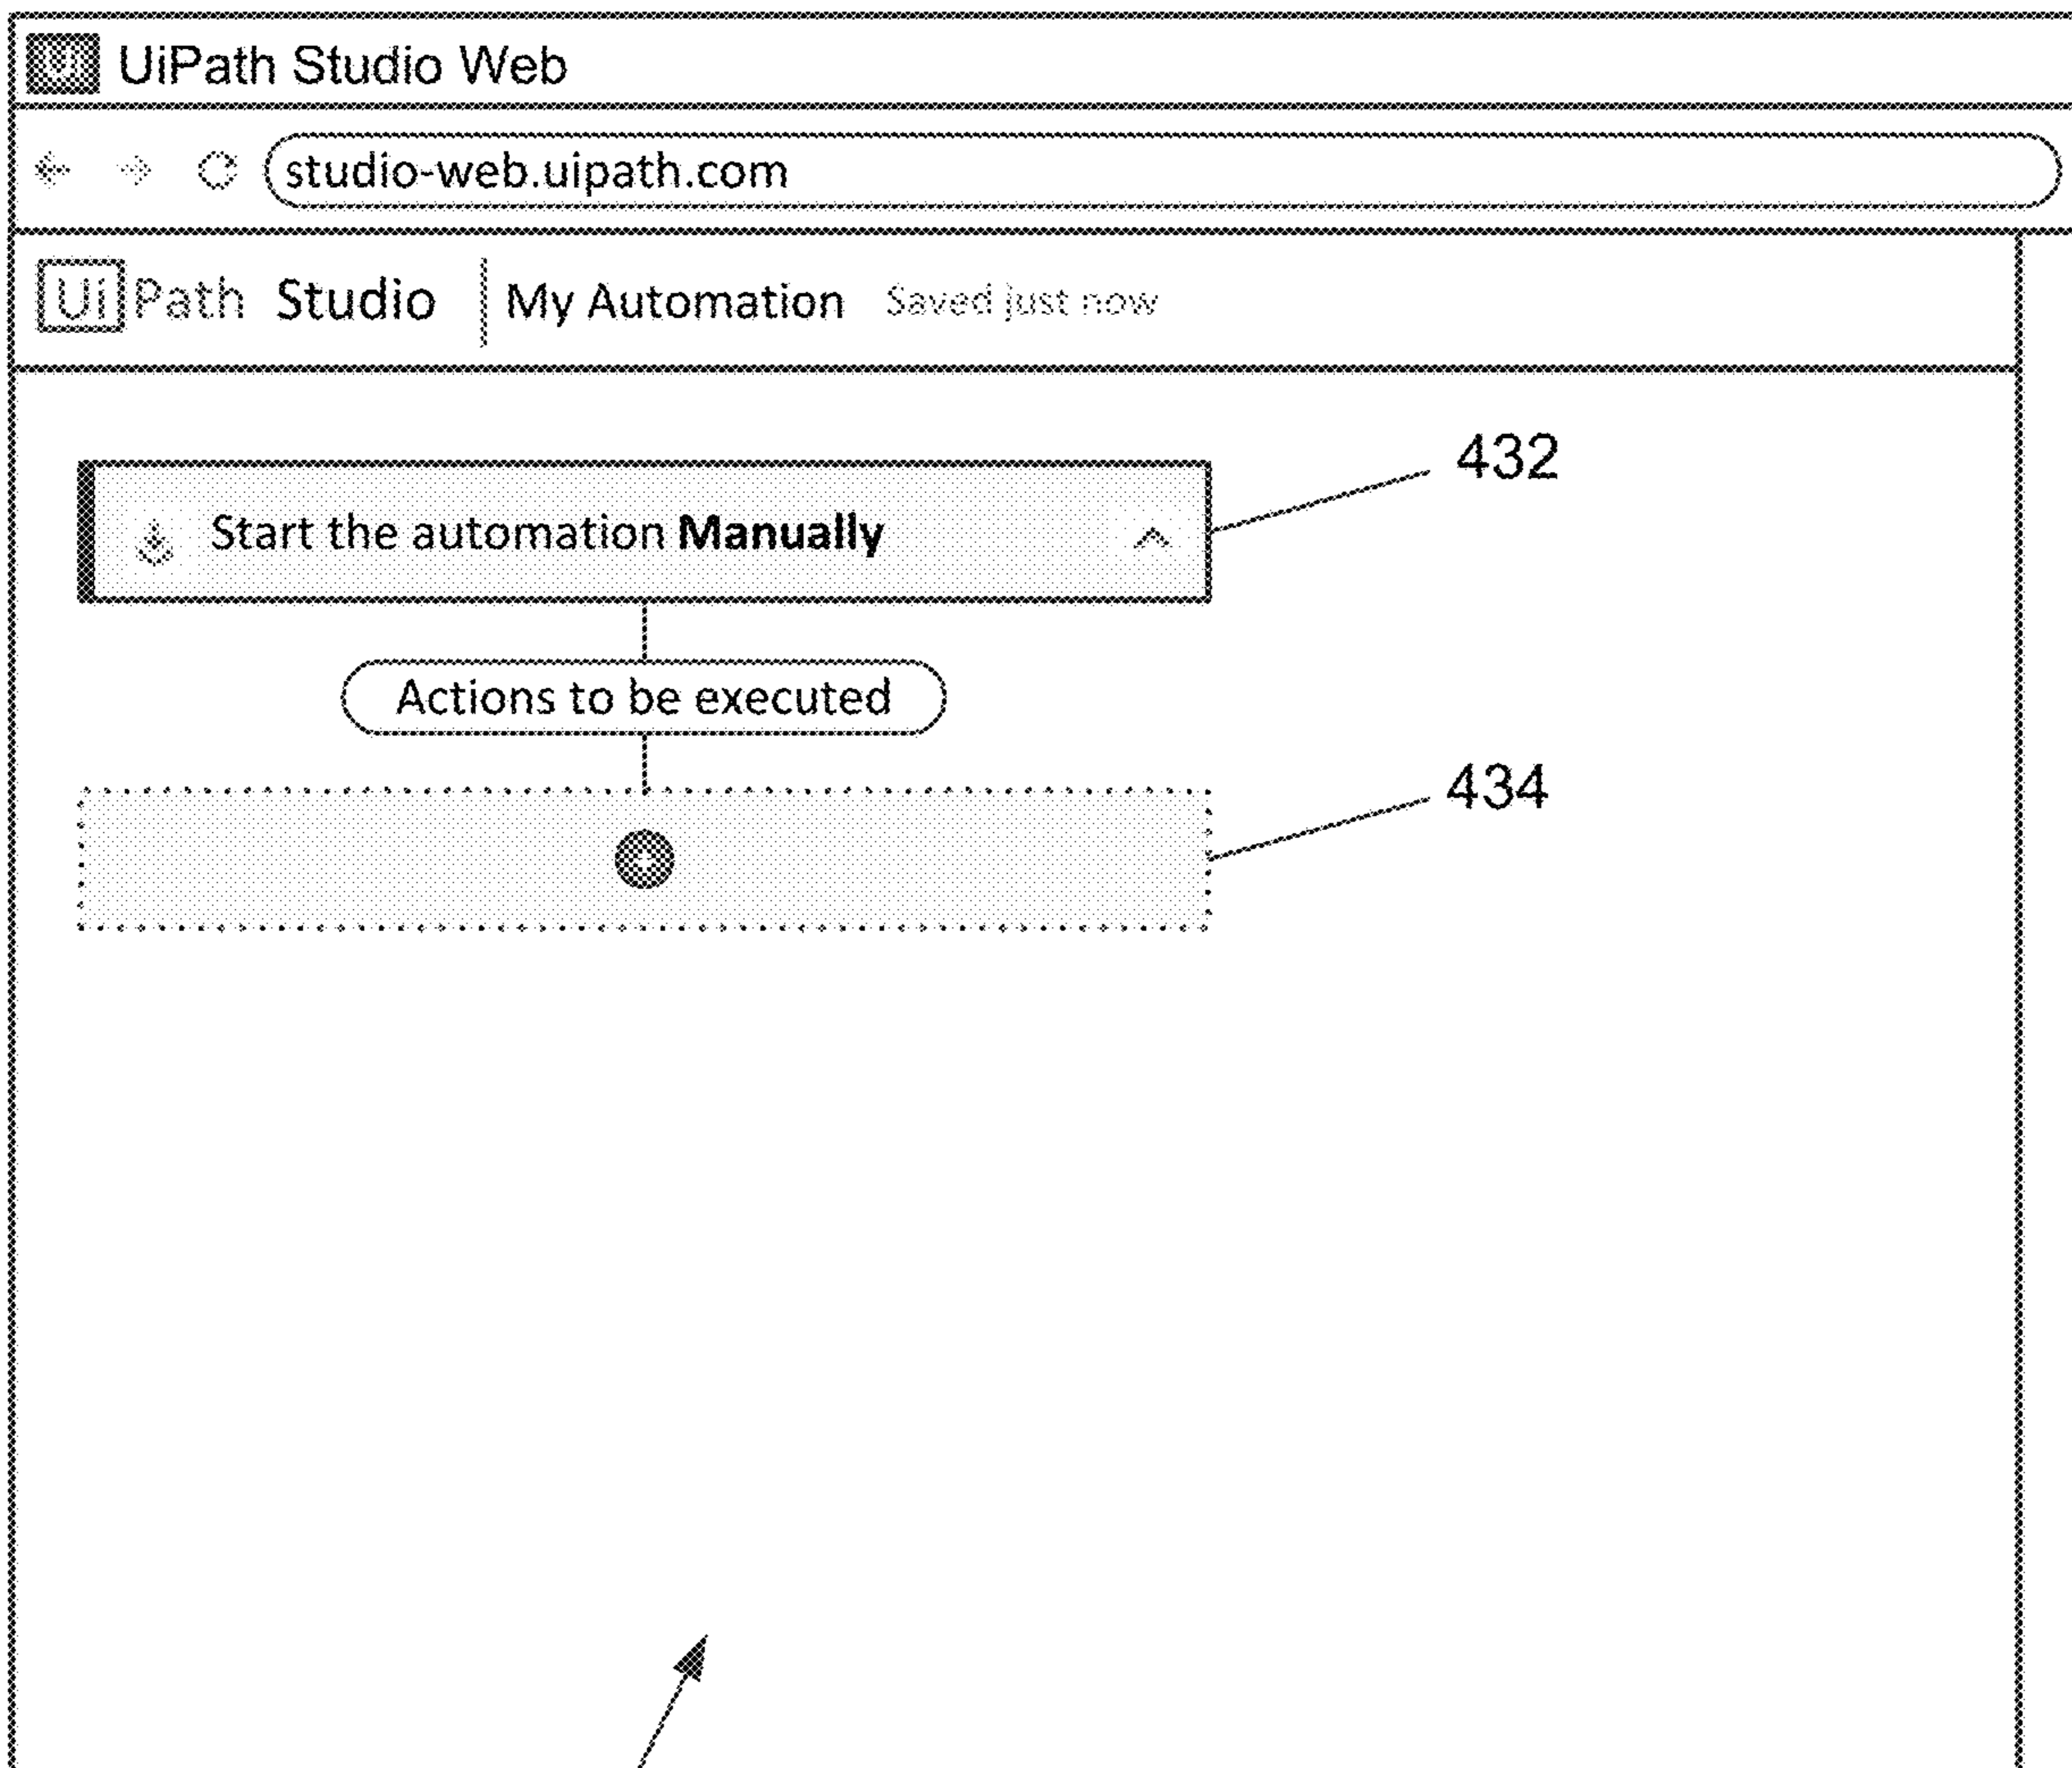 Ui UiPath Studio Web
studio-web.uipath.com
UiPath Studio My Automation Saved just now
432
Start the automation Manually
Actions to be executed
434